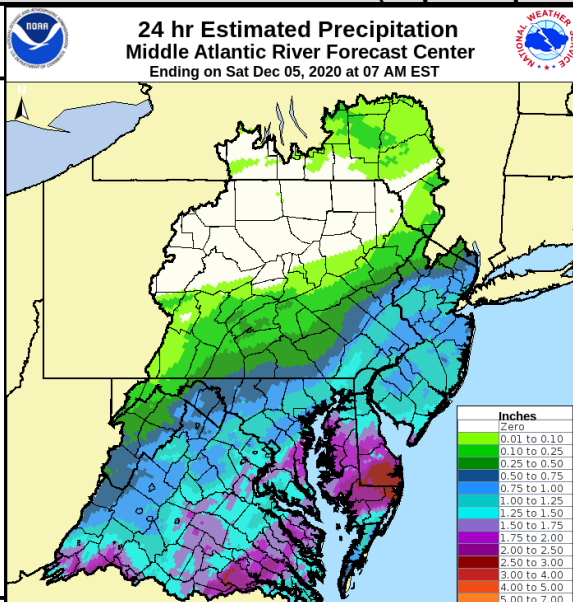 24 hr Estimated Precipitation
Middle Atlantic River Forecast Center
Ending on Sat Dec 05, 2020 at 07 AM EST
NOAA
NATIONAL WEATHER SERVICE
N
Inches
Zero
0.01 to 0.10
0.10 to 0.25
0.25 to 0.50
0.50 to 0.75
0.75 to 1.00
1.00 to 1.25
1.25 to 1.50
1.50 to 1.75
1.75 to 2.00
2.00 to 2.50
2.50 to 3.00
3.00 to 4.00
4.00 to 5.00
5.00 to 7.00